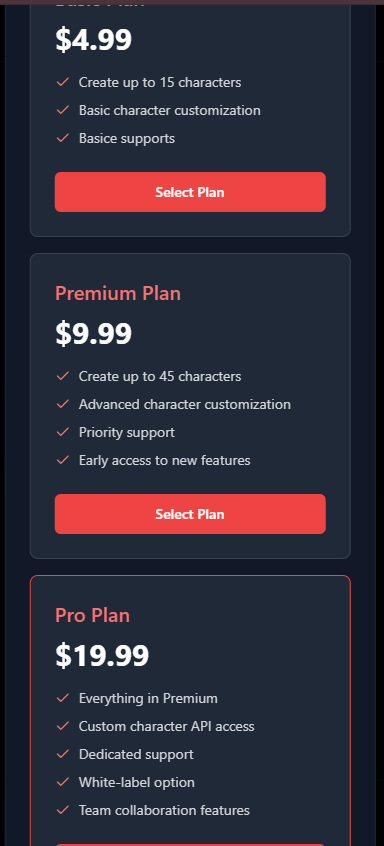 Basic Plan
$4.99
Create up to 15 characters
Basic character customization
Basice supports
Select Plan
Premium Plan
$9.99
Create up to 45 characters
Advanced character customization
Priority support
Early access to new features
Select Plan
Pro Plan
$19.99
Everything in Premium
Custom character API access
Dedicated support
White-label option
Team collaboration features